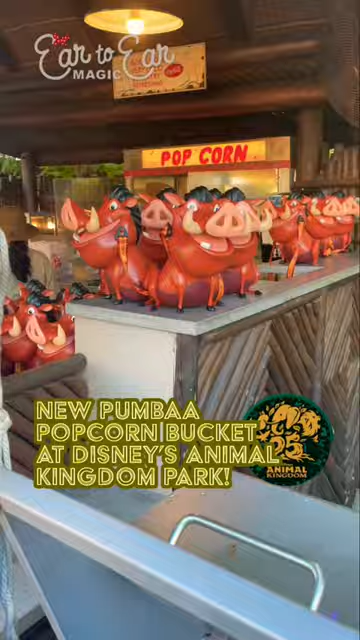 Ear to Ear
MAGIC
POP CORN
NEW PUMBAA
POPCORN BUCKET
AT DISNEY'S ANIMAL
KINGDOM PARK!
25
ANIMAL
KINGDOM